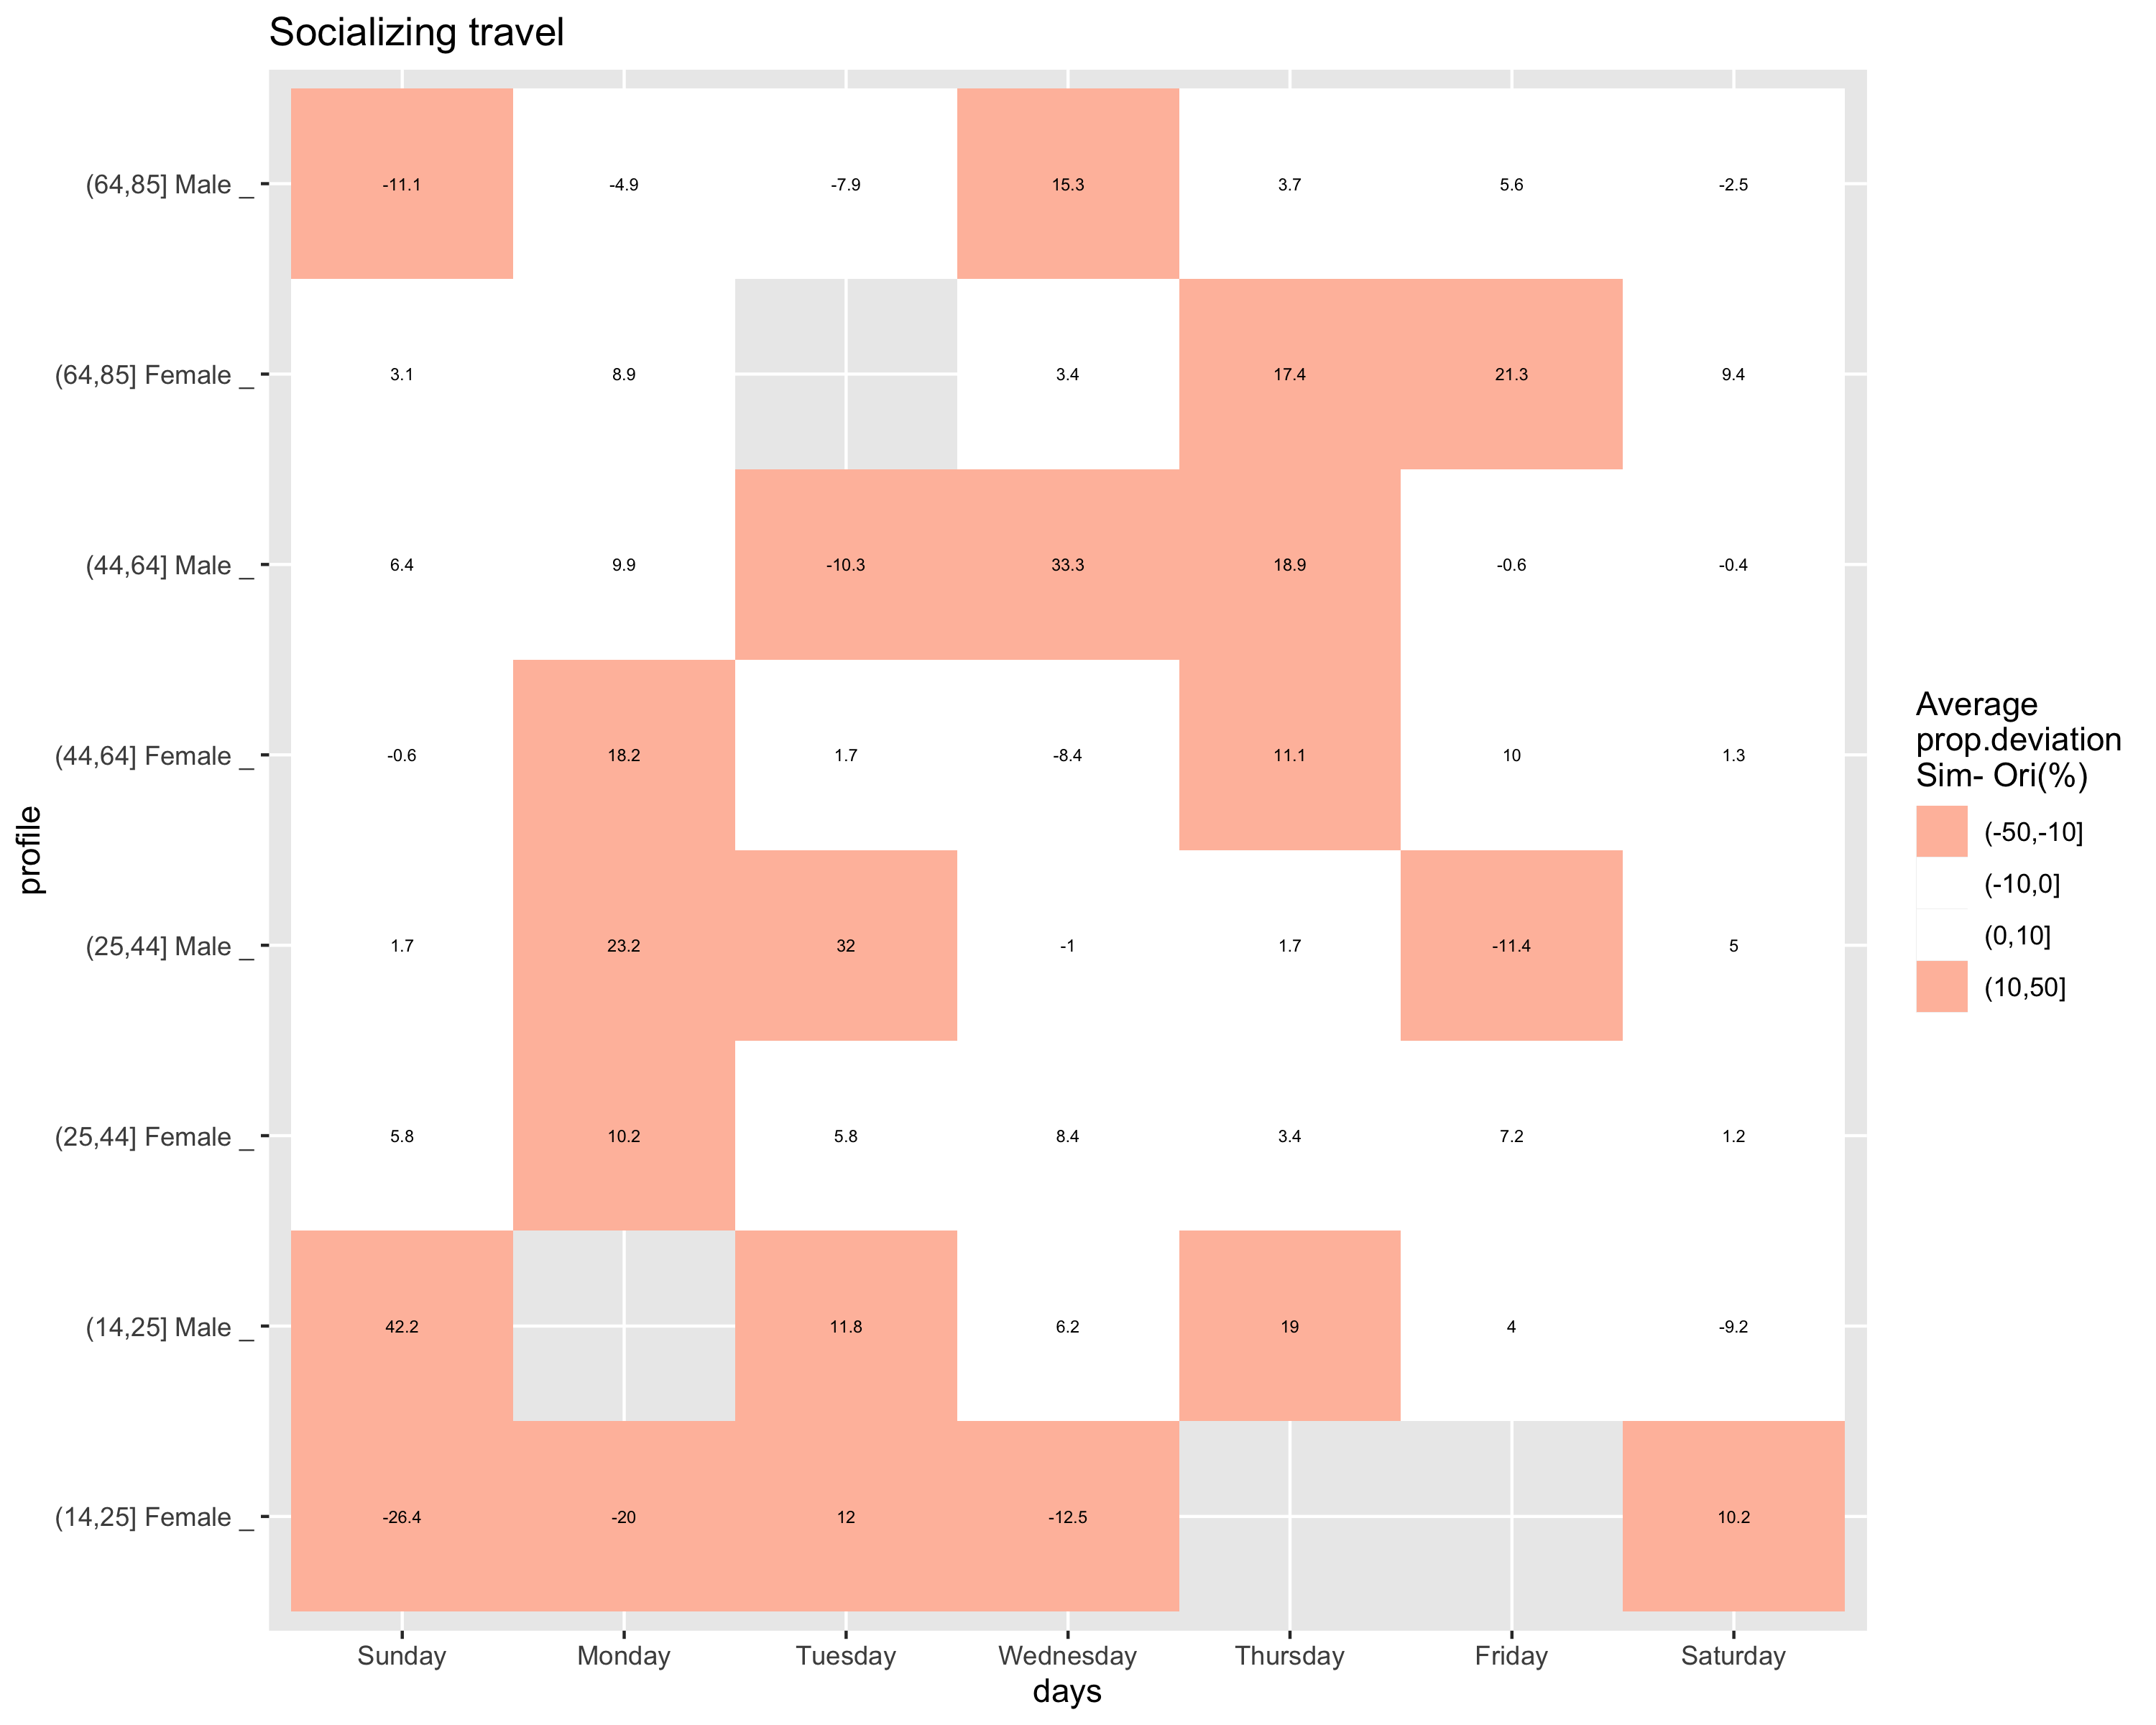 Socializing travel
(64,85] Male _ -11.1 -4.9 -7.9 15.3 3.7 5.6 -2.5
(64,85] Female _ 3.1 8.9 3.4 17.4 21.3 9.4
(44,64] Male _ 6.4 9.9 -10.3 33.3 18.9 -0.6 -0.4
(44,64] Female _ -0.6 18.2 1.7 -8.4 11.1 10 1.3
(25,44] Male _ 1.7 23.2 32 -1 1.7 -11.4 5
(25,44] Female _ 5.8 10.2 5.8 8.4 3.4 7.2 1.2
(14,25] Male _ 42.2 11.8 6.2 19 4 -9.2
(14,25] Female _ -26.4 -20 12 -12.5 10.2
Sunday Monday Tuesday Wednesday Thursday Friday Saturday
days
profile
Average
prop.deviation
Sim- Ori(%)
(-50,-10]
(-10,0]
(0,10]
(10,50]